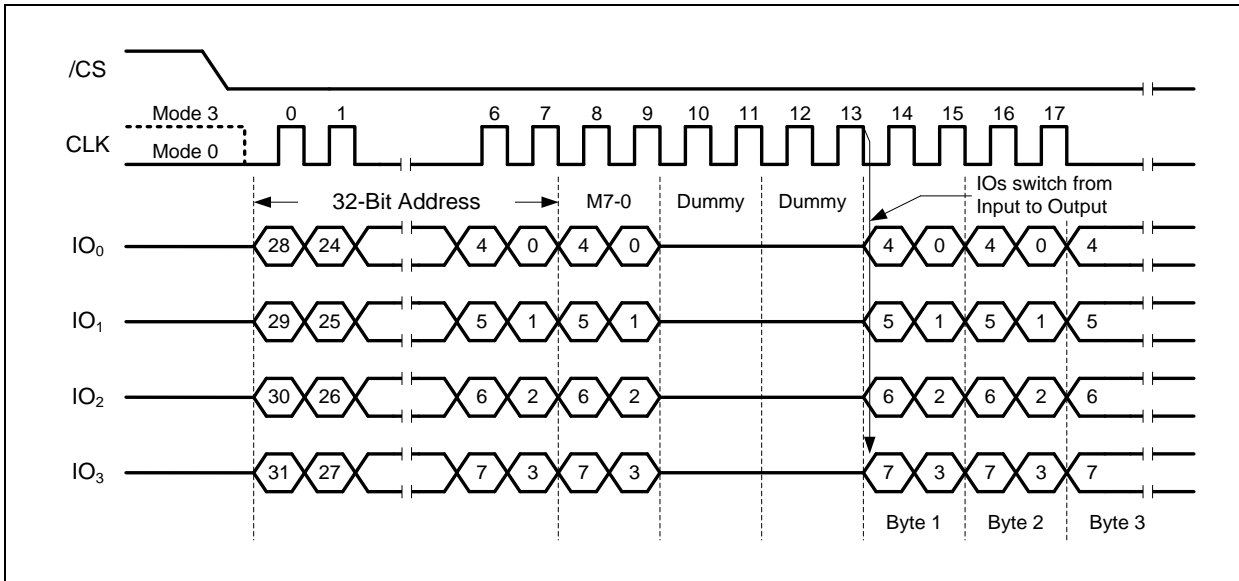 /CS
Mode 3 0 1 6 7 8 9 10 11 12 13 14 15 16 17
CLK
Mode 0
32-Bit Address M7-0 Dummy Dummy IOs switch from
Input to Output
IO₀ 28 24 4 0 4 0 4 0 4 0 4
IO₁ 29 25 5 1 5 1 5 1 5 1 5
IO₂ 30 26 6 2 6 2 6 2 6 2 6
IO₃ 31 27 7 3 7 3 7 3 7 3 7
Byte 1 Byte 2 Byte 3